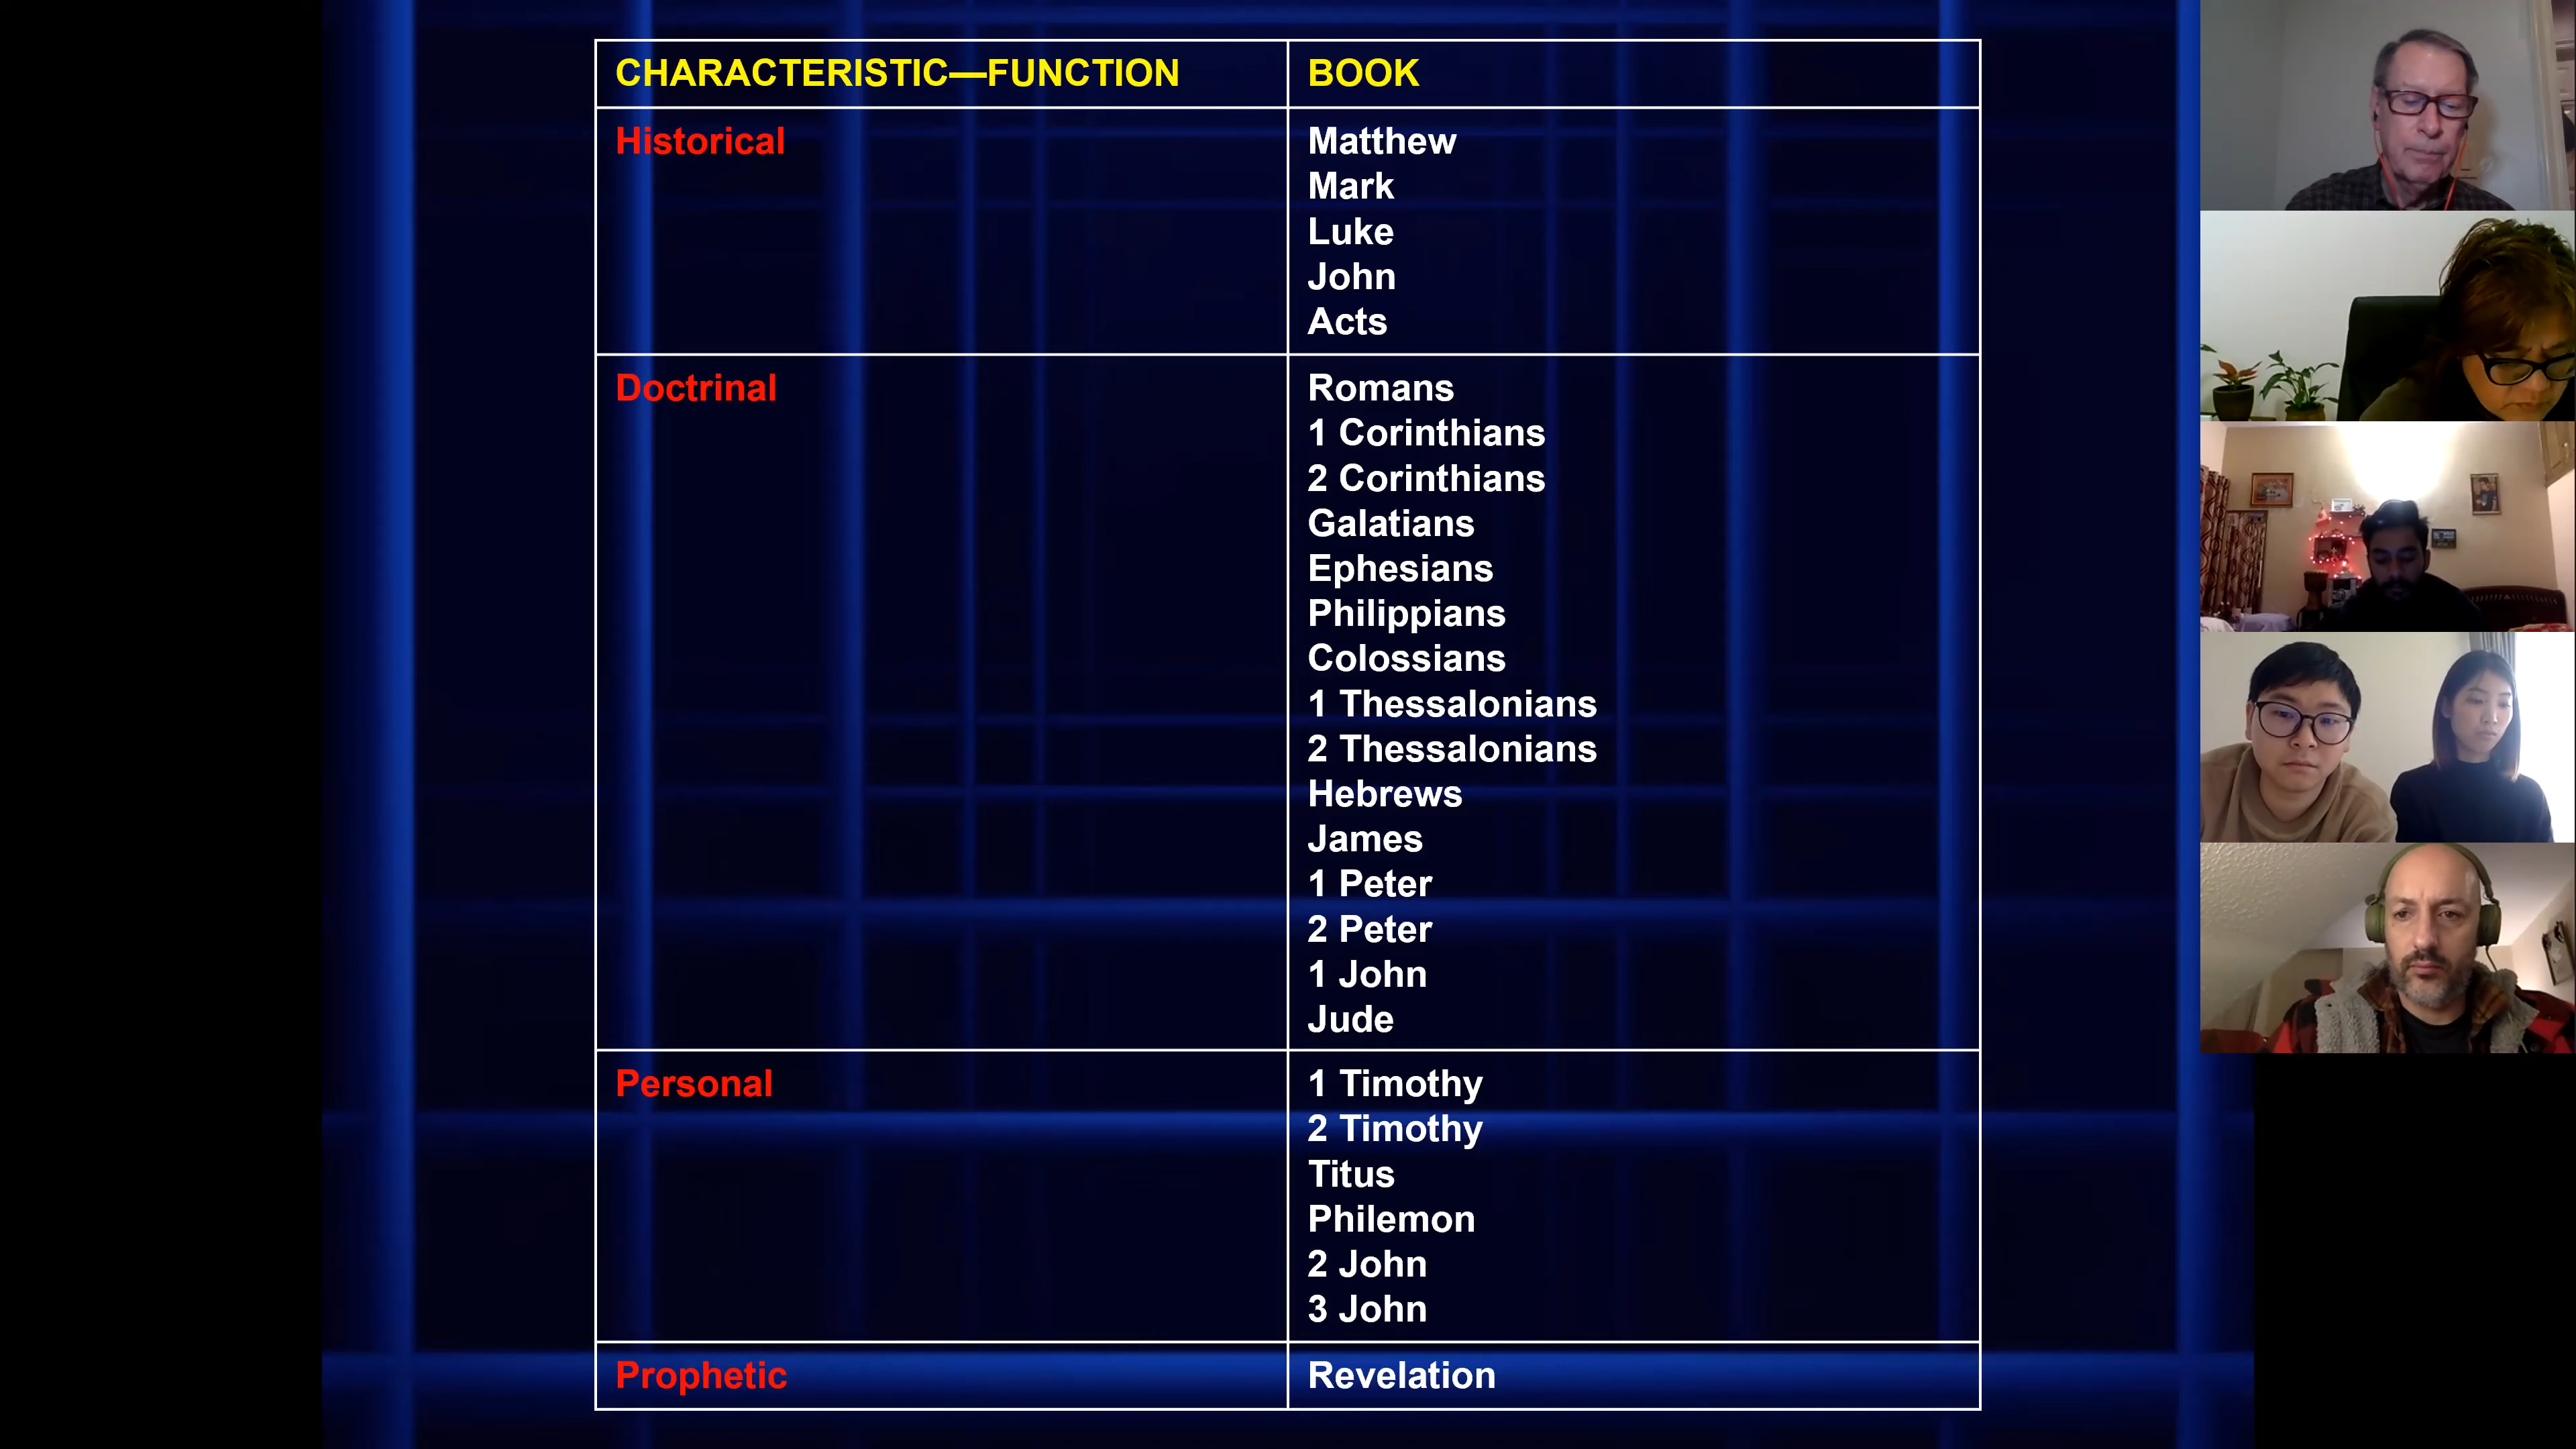 CHARACTERISTIC—FUNCTION BOOK
Historical Matthew
Mark
Luke
John
Acts
Doctrinal Romans
1 Corinthians
2 Corinthians
Galatians
Ephesians
Philippians
Colossians
1 Thessalonians
2 Thessalonians
Hebrews
James
1 Peter
2 Peter
1 John
Jude
Personal 1 Timothy
2 Timothy
Titus
Philemon
2 John
3 John
Prophetic Revelation